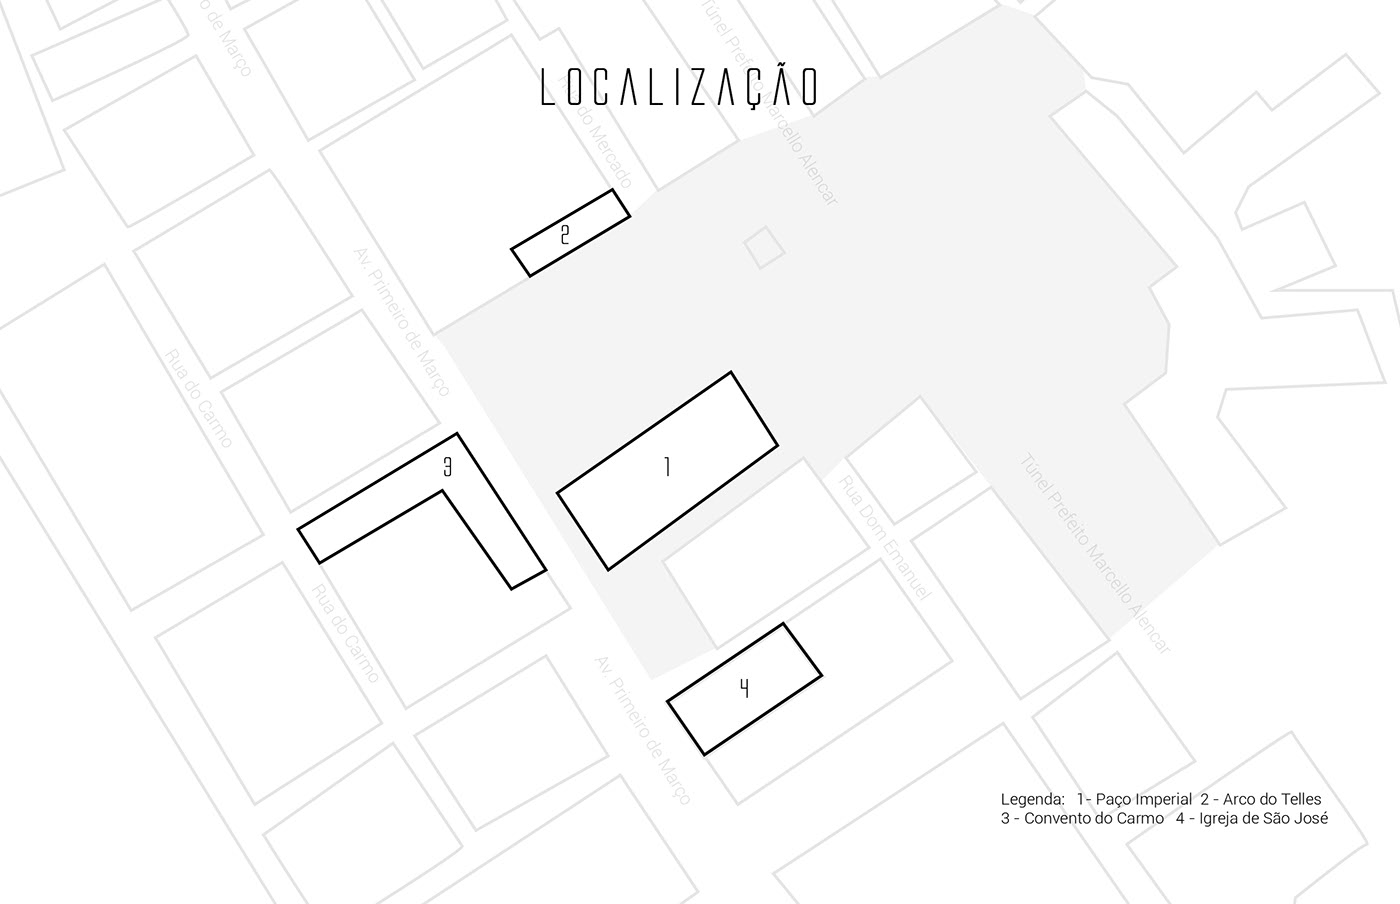 o de Março
Túnel Prefeito Marcello Alencar
LOCALIZAÇÃO
do Mercado
2
Av. Primeiro de Março
Rua do Carmo
3
1
Túnel Prefeito Marcello Alencar
Rua Dom Emanuel
Rua do Carmo
4
Av. Primeiro de Março
Legenda: 1- Paço Imperial 2 - Arco do Telles
3 - Convento do Carmo 4 - Igreja de São José